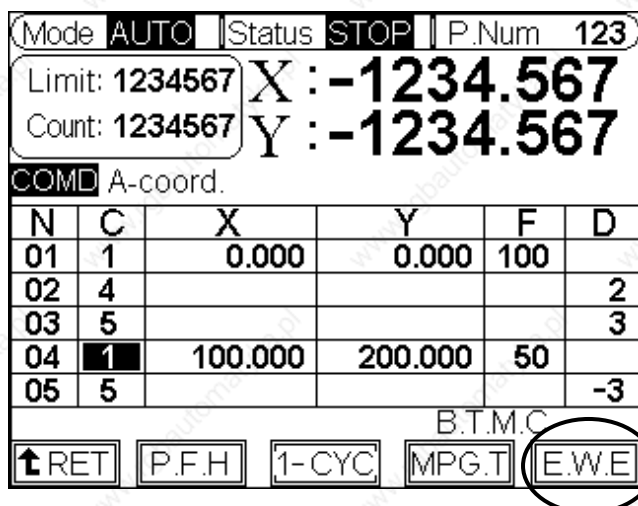 Mode AUTO Status STOP P.Num 123
Limit: 1234567 X :-1234.567
Count: 1234567 Y :-1234.567
COMD A-coord.
N C X Y F D
01 1 0.000 0.000 100
02 4 2
03 5 3
04 1 100.000 200.000 50
05 5 -3
B.T.M.C
RET P.F.H 1-CYC MPG.T E.W.E